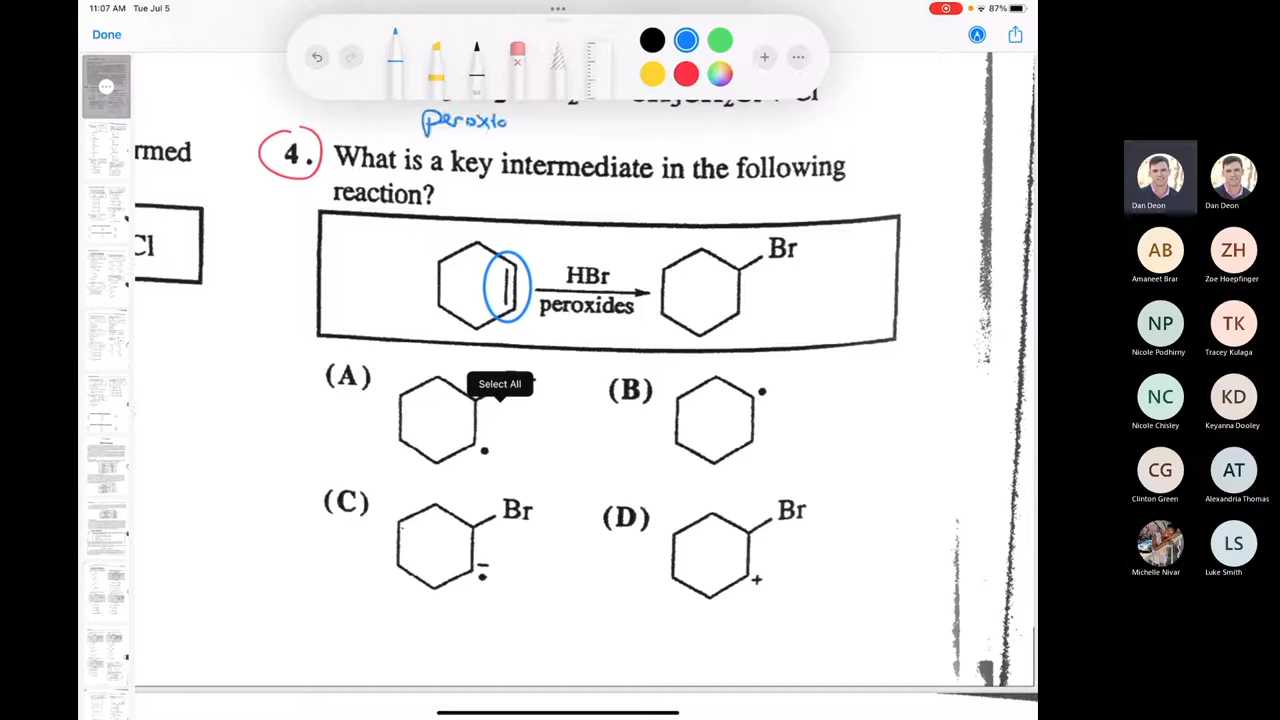 11:07 AM Tue Jul 5
87%
Done
50
peroxio
rmed
4. What is a key intermediate in the following
reaction?
Cl
HBr
peroxides
Br
(A)
Select All
(B)
(C)
Br
(D)
Br
+
Dan Deon
Dan Deon
AB
Amaneet Brar
ZH
Zoe Hoepfinger
NP
Nicole Podhirny
TK
Tracey Kulaga
NC
Nicole Chisley
KD
Keyanna Dooley
CG
Clinton Green
AT
Alexandria Thomas
Michelle Nivar
LS
Luke Smith